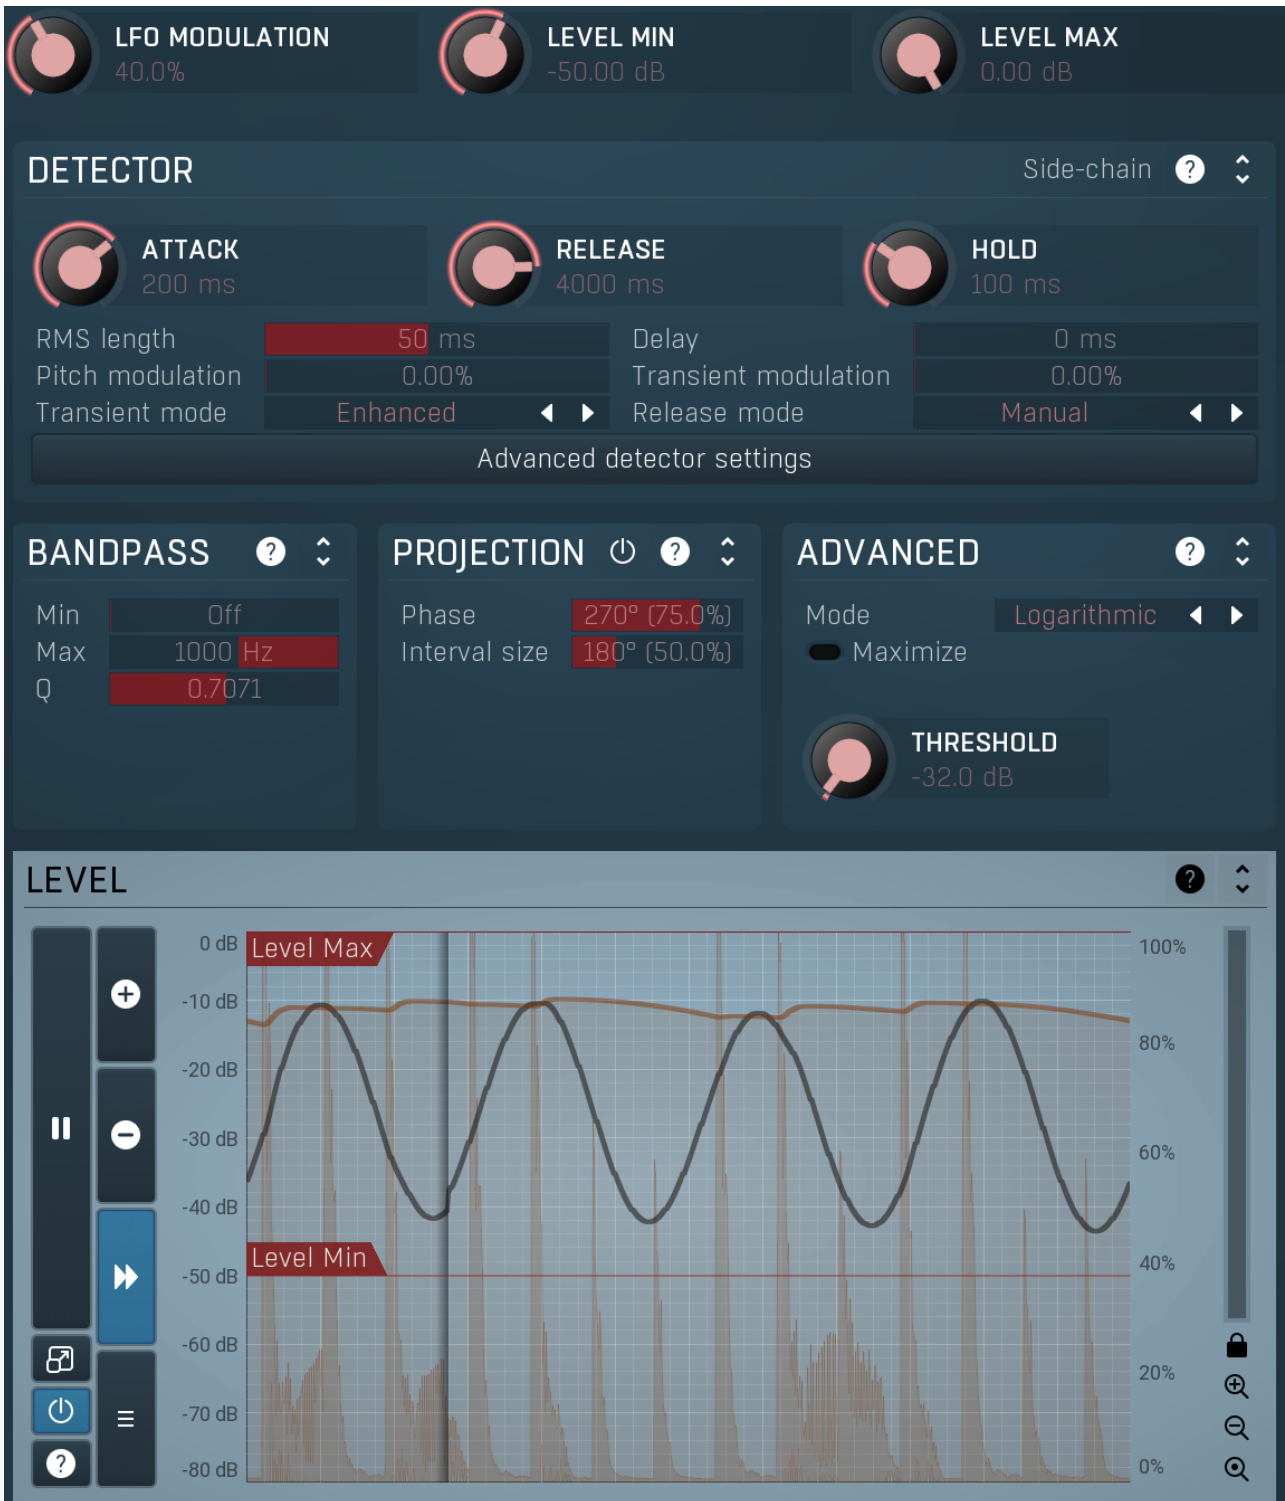 LFO MODULATION
40.0%
LEVEL MIN
-50.00 dB
LEVEL MAX
0.00 dB
DETECTOR
Side-chain
?
ATTACK
200 ms
RELEASE
4000 ms
HOLD
100 ms
RMS length 50 ms
Delay 0 ms
Pitch modulation 0.00%
Transient modulation 0.00%
Transient mode Enhanced
Release mode Manual
Advanced detector settings
BANDPASS ?
Min Off
Max 1000 Hz
Q 0.7071
PROJECTION ?
Phase 270° (75.0%)
Interval size 180° (50.0%)
ADVANCED ?
Mode Logarithmic
Maximize
THRESHOLD
-32.0 dB
LEVEL ?
0 dB
-10 dB
-20 dB
-30 dB
-40 dB
-50 dB
-60 dB
-70 dB
-80 dB
Level Max
Level Min
100%
80%
60%
40%
20%
0%
?